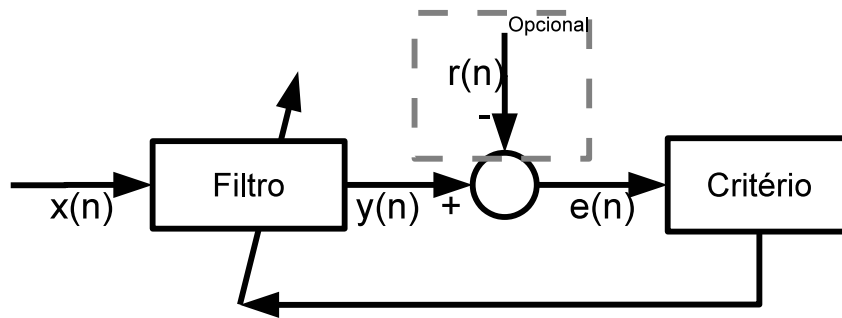 Opcional
r(n)
-
Filtro
Critério
x(n)
y(n)
+
e(n)